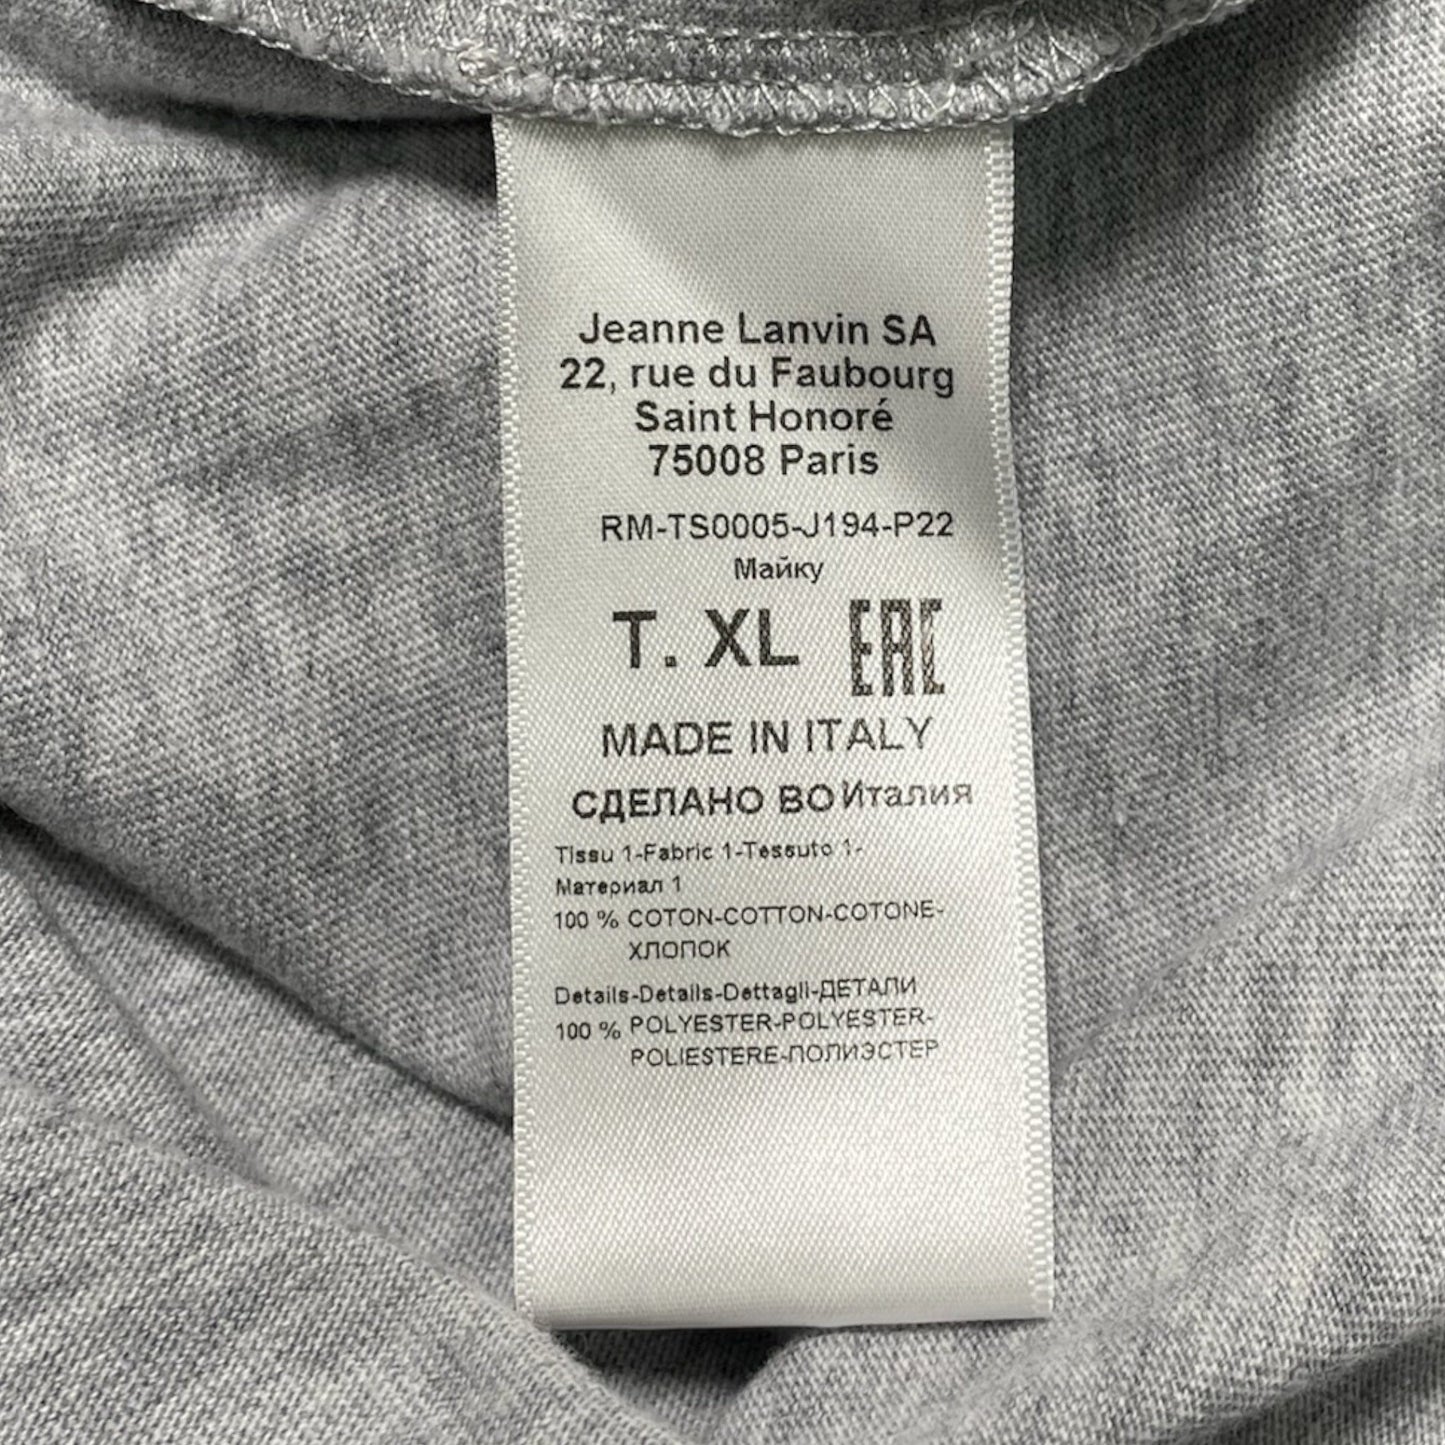 Jeanne Lanvin SA
22, rue du Faubourg
Saint Honoré
75008 Paris
RM-TS0005-J194-P22
Майку
T. XL EAC
MADE IN ITALY
СДЕЛАНО ВО Италия
Tissu 1-Fabric 1-Tessuto 1-
Материал 1
100 % COTON-COTTON-COTONE-
ХЛОПОК
Details-Details-Dettagli-ДЕТАЛИ
100 % POLYESTER-POLYESTER-
POLIESTERE-ПОЛИЭСТЕР